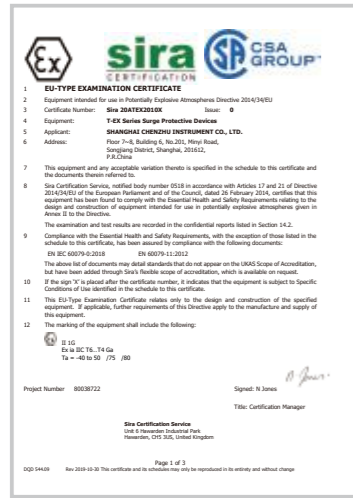 Ex
sira
CERTIFICATION
CSA
GROUP™
1 EU-TYPE EXAMINATION CERTIFICATE
2 Equipment intended for use in Potentially Explosive Atmospheres Directive 2014/34/EU
3 Certificate Number: Sira 20ATEX2010X Issue: 0
4 Equipment: T-EX Series Surge Protective Devices
5 Applicant: SHANGHAI CHENZHU INSTRUMENT CO., LTD.
6 Address: Floor 7~8, Building 6, No.201, Minyi Road,
Songjiang District, Shanghai, 201612,
P.R.China
7 This equipment and any acceptable variation thereto is specified in the schedule to this certificate and
the documents therein referred to.
8 Sira Certification Service, notified body number 0518 in accordance with Articles 17 and 21 of Directive
2014/34/EU of the European Parliament and of the Council, dated 26 February 2014, certifies that this
equipment has been found to comply with the Essential Health and Safety Requirements relating to the
design and construction of equipment intended for use in potentially explosive atmospheres given in
Annex II to the Directive.
The examination and test results are recorded in the confidential reports listed in Section 14.2.
9 Compliance with the Essential Health and Safety Requirements, with the exception of those listed in the
schedule to this certificate, has been assured by compliance with the following documents:
EN IEC 60079-0:2018 EN 60079-11:2012
The above list of documents may detail standards that do not appear on the UKAS Scope of Accreditation,
but have been added through Sira's flexible scope of accreditation, which is available on request.
10 If the sign 'X' is placed after the certificate number, it indicates that the equipment is subject to Specific
Conditions of Use identified in the schedule to this certificate.
11 This EU-Type Examination Certificate relates only to the design and construction of the specified
equipment. If applicable, further requirements of this Directive apply to the manufacture and supply of
this equipment.
12 The marking of the equipment shall include the following:
Ex
II 1G
Ex ia IIC T6…T4 Ga
Ta = -40 to 50 /75 /80
Project Number 80038722
Signed: N Jones
Title: Certification Manager
Sira Certification Service
Unit 6 Hawarden Industrial Park
Hawarden, CH5 3US, United Kingdom
Page 1 of 3
DQD 544.09 Rev 2019-10-30 This certificate and its schedules may only be reproduced in its entirety and without change